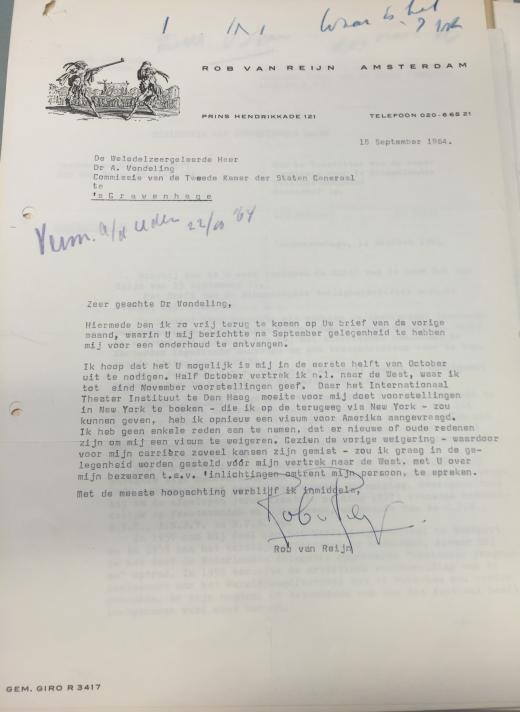 Waar is het
ROB VAN REIJN AMSTERDAM
PRINS HENDRIKKADE 121 TELEFOON 020-66521
15 September 1964.
De Weledelzeergeleerde Heer
Dr A. Vondeling
Commissie van de Tweede Kamer der Staten Generaal
te
's Gravenhage
22/ '64
Zeer geachte Dr Vondeling,
Hiermede ben ik zo vrij terug te komen op Uw brief van de vorige
maand, waarin U mij berichtte na September gelegenheid te hebben
mij voor een onderhoud te ontvangen.
Ik hoop dat het U mogelijk is mij in de eerste helft van October
uit te nodigen. Half October vertrek ik n.l. naar de West, waar ik
tot eind November voorstellingen geef. Daar het Internationaal
Theater Instituut te Den Haag moeite voor mij doet voorstellingen
in New York te boeken - die ik op de terugweg via New York - zou
kunnen geven, heb ik opnieuw een visum voor Amerika aangevraagd.
Ik heb geen enkele reden aan te nemen, dat er nieuwe of oude redenen
zijn om mij een visum te weigeren. Gezien de vorige weigering - waardoor
voor mijn carrière zoveel kansen zijn gemist - zou ik graag in de ge-
legenheid worden gesteld vóór mijn vertrek naar de West, met U over
mijn bezwaren t.a.v. 'inlichtingen omtrent mijn persoon, te spreken.
Met de meeste hoogachting verblijf ik inmiddels,
Rob v Reijn
Rob van Reijn
GEM. GIRO R 3417